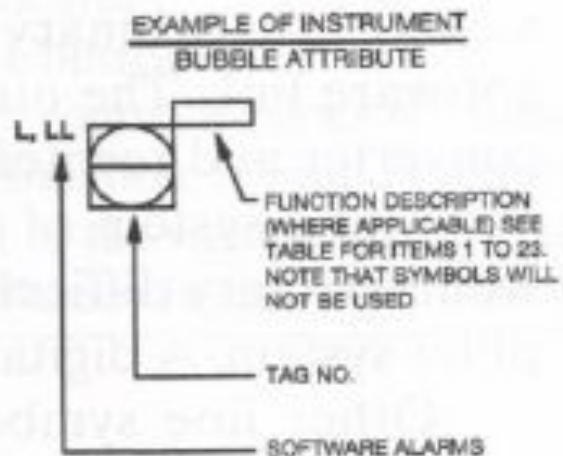 EXAMPLE OF INSTRUMENT
BUBBLE ATTRIBUTE
L, LL
FUNCTION DESCRIPTION
(WHERE APPLICABLE) SEE
TABLE FOR ITEMS 1 TO 23.
NOTE THAT SYMBOLS WILL
NOT BE USED
TAG NO.
SOFTWARE ALARMS